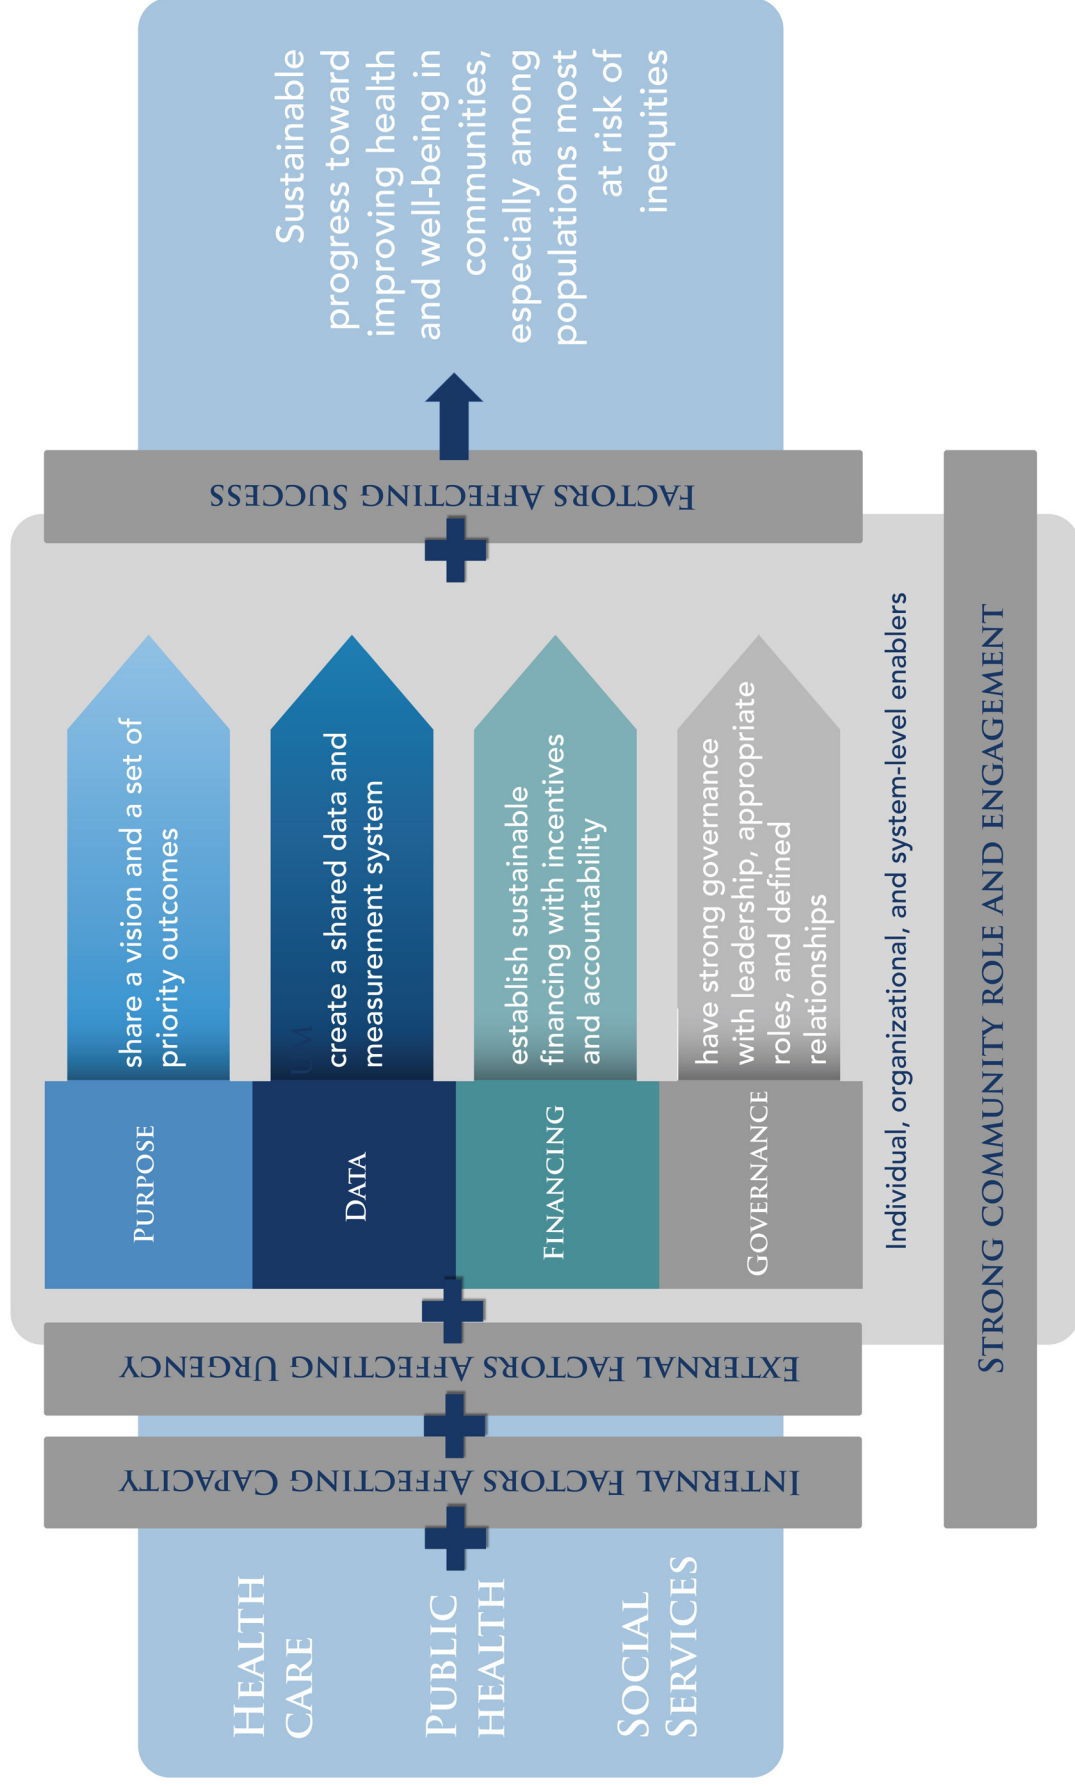 HEALTH
CARE
PUBLIC
HEALTH
SOCIAL
SERVICES
INTERNAL FACTORS AFFECTING CAPACITY
EXTERNAL FACTORS AFFECTING URGENCY
PURPOSE
share a vision and a set of
priority outcomes
DATA
create a shared data and
measurement system
FINANCING
establish sustainable
financing with incentives
and accountability
GOVERNANCE
have strong governance
with leadership, appropriate
roles, and defined
relationships
Individual, organizational, and system-level enablers
FACTORS AFFECTING SUCCESS
Sustainable
progress toward
improving health
and well-being in
communities,
especially among
populations most
at risk of
inequities
STRONG COMMUNITY ROLE AND ENGAGEMENT